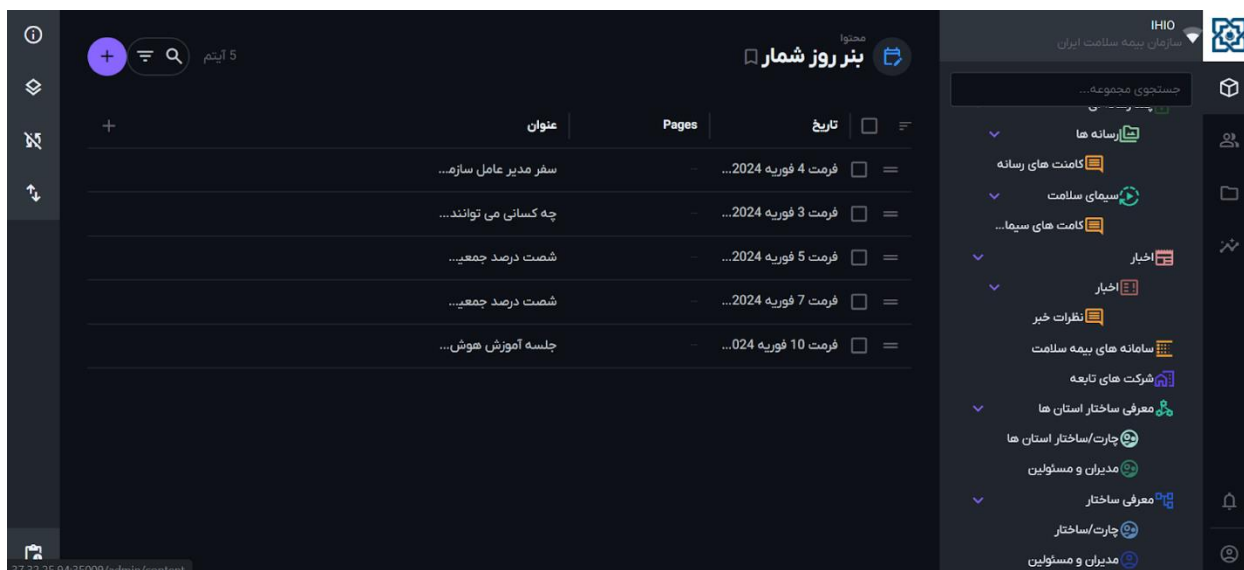 IHIO
سازمان بیمه سلامت ایران
جستجوی مجموعه...
رسانه ها
کامنت های رسانه
سیمای سلامت
کامت های سیما...
اخبار
اخبار
نظرات خبر
سامانه های بیمه سلامت
شرکت های تابعه
معرفی ساختار استان ها
چارت/ساختار استان ها
مدیران و مسئولین
معرفی ساختار
چارت/ساختار
مدیران و مسئولین
محتوا
بنر روز شمار
5 آیتم
تاریخ Pages عنوان
فرمت 4 فوریه 2024... -- سفر مدیر عامل سازمـ...
فرمت 3 فوریه 2024... -- چه کسانی می توانند...
فرمت 5 فوریه 2024... -- شصت درصد جمعیـ...
فرمت 7 فوریه 2024... -- شصت درصد جمعیـ...
فرمت 10 فوریه 024... -- جلسه آموزش هوش...